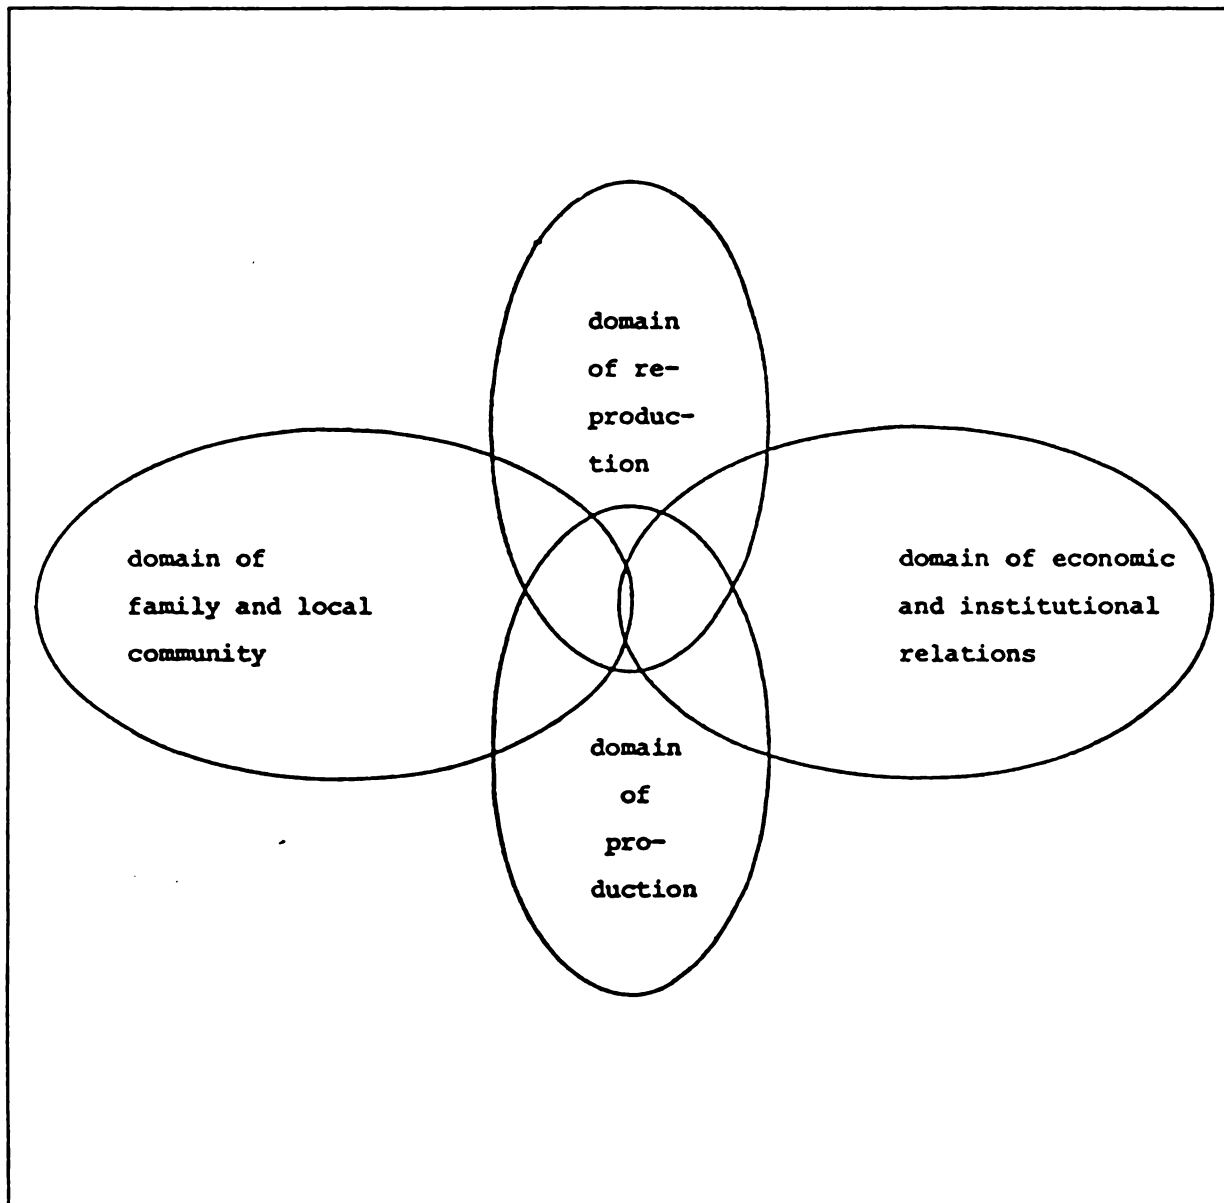 domain
of re-
produc-
tion
domain of
family and local
community
domain of economic
and institutional
relations
domain
of
pro-
duction